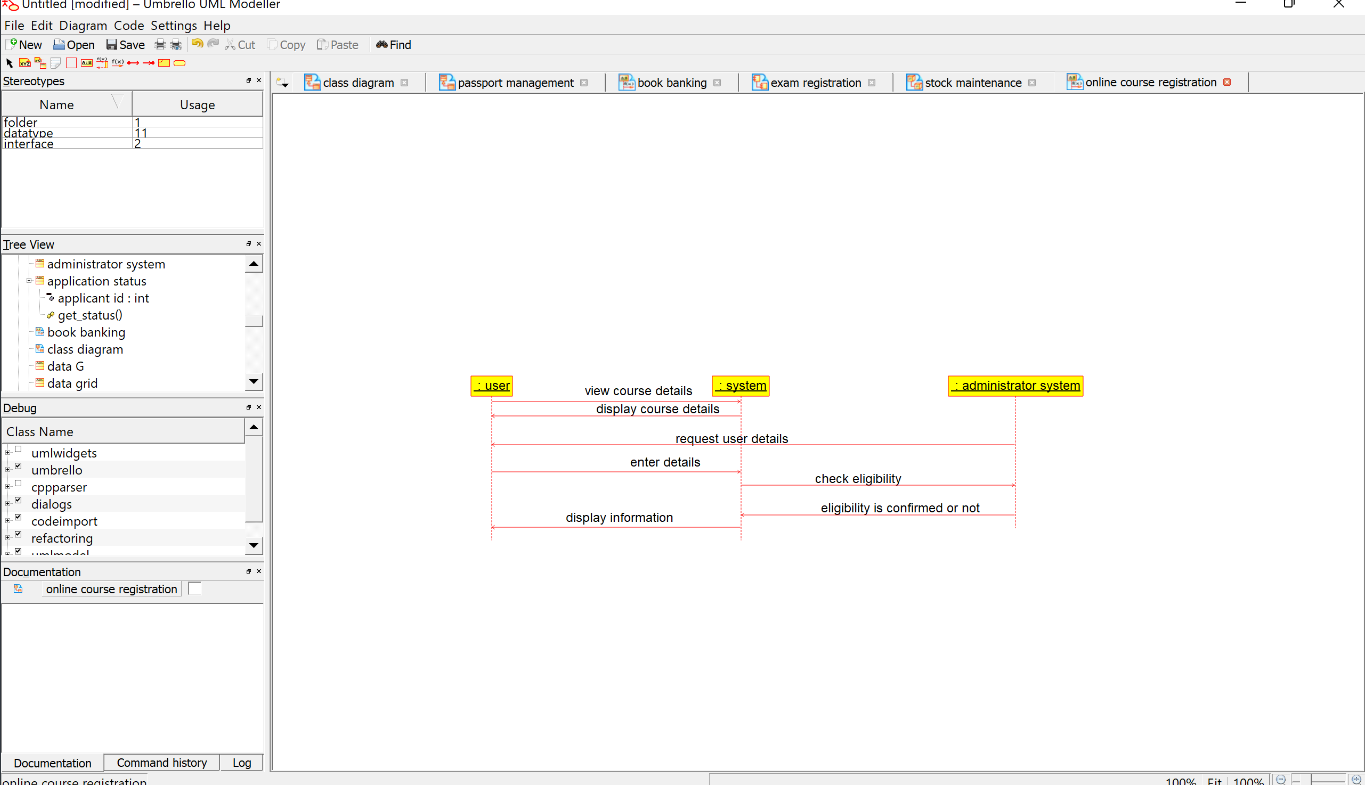 Untitled [modified] – Umbrello UML Modeller
File Edit Diagram Code Settings Help
New Open Save Cut Copy Paste Find
Stereotypes
class diagram passport management book banking exam registration stock maintenance online course registration
Name Usage
folder 1
datatype 11
interface 2
Tree View
administrator system
application status
applicant id : int
get_status()
book banking
class diagram
data G
data grid
Debug
Class Name
umlwidgets
umbrello
cppparser
dialogs
codeimport
refactoring
umlmodel
Documentation
online course registration
: user
: system
: administrator system
view course details
display course details
request user details
enter details
check eligibility
eligibility is confirmed or not
display information
Documentation Command history Log
online course registration
100% Fit 100%